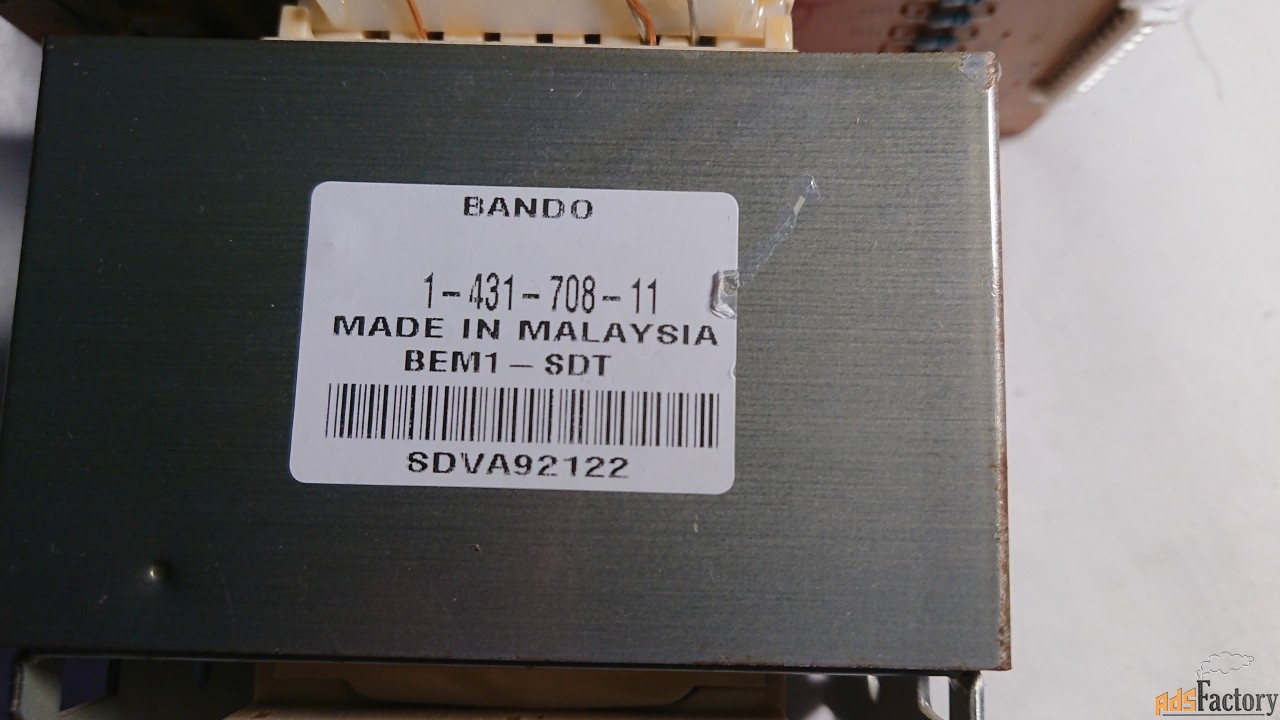 BANDO
1-431-708-11
MADE IN MALAYSIA
BEM1-SDT
SDVA92122
AdsFactory